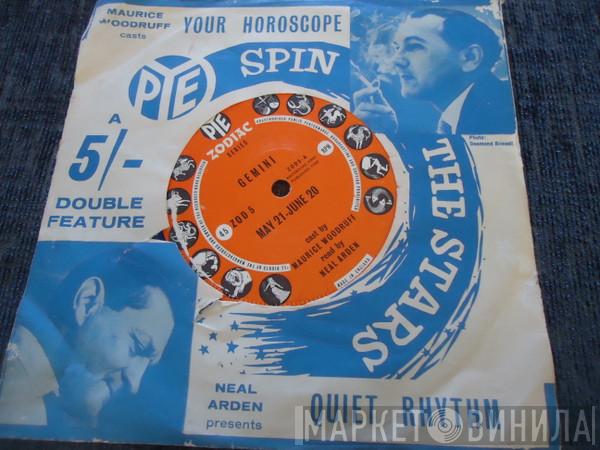 MAURICE
WOODRUFF
casts
YOUR HOROSCOPE
PYE
SPIN
THE STARS
A
5/-
DOUBLE
FEATURE
Photo:
Desmond
PYE
ZODIAC
SERIES
GEMINI
ZOD 5
ZOD5-A
45
RPM
MAY 21-JUNE 20
cast by
MAURICE WOODRUFF
read by
NEAL ARDEN
MADE IN ENGLAND
NEAL
ARDEN
presents
QUIET RHYTHM
МАРКЕТ ВИНИЛА